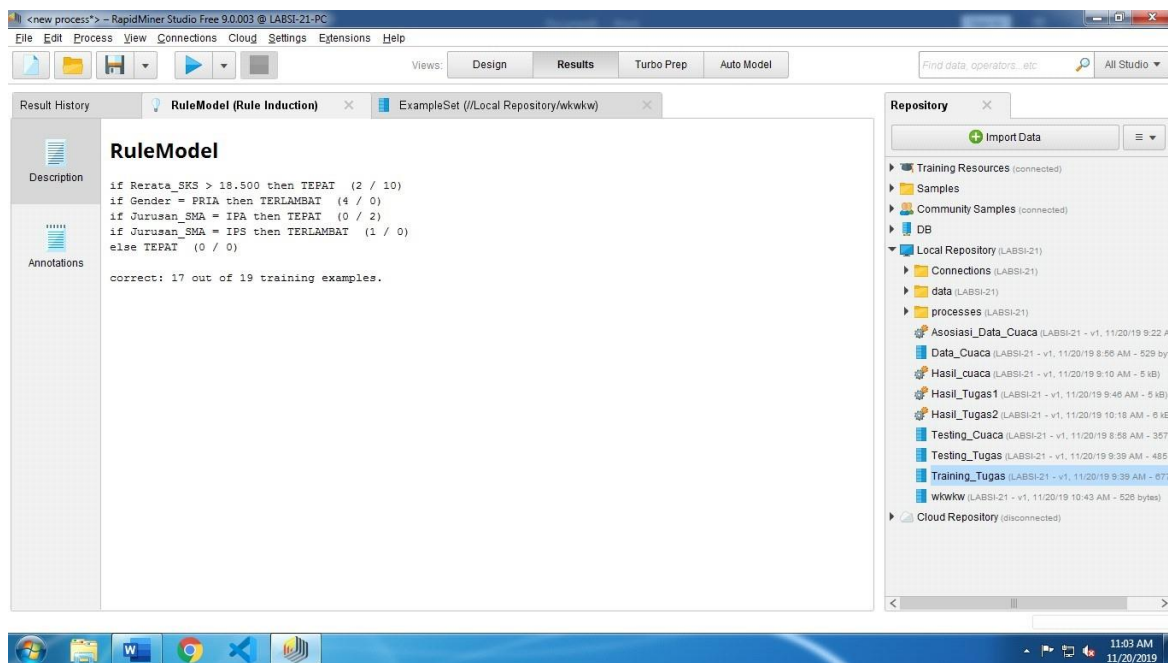 <new process*> – RapidMiner Studio Free 9.0.003 @ LABSI-21-PC
File Edit Process View Connections Cloud Settings Extensions Help
Views: Design Results Turbo Prep Auto Model
Find data, operators...etc All Studio
Result History RuleModel (Rule Induction) ExampleSet (//Local Repository/wkwkw)
Description
Annotations
RuleModel
if Rerata_SKS > 18.500 then TEPAT (2 / 10)
if Gender = PRIA then TERLAMBAT (4 / 0)
if Jurusan_SMA = IPA then TEPAT (0 / 2)
if Jurusan_SMA = IPS then TERLAMBAT (1 / 0)
else TEPAT (0 / 0)
correct: 17 out of 19 training examples.
Repository
Import Data
Training Resources (connected)
Samples
Community Samples (connected)
DB
Local Repository (LABSI-21)
Connections (LABSI-21)
data (LABSI-21)
processes (LABSI-21)
Asosiasi_Data_Cuaca (LABSI-21 - v1, 11/20/19 9:22 A
Data_Cuaca (LABSI-21 - v1, 11/20/19 8:56 AM - 529 by
Hasil_cuaca (LABSI-21 - v1, 11/20/19 9:10 AM - 5 kB)
Hasil_Tugas1 (LABSI-21 - v1, 11/20/19 9:46 AM - 5 kB)
Hasil_Tugas2 (LABSI-21 - v1, 11/20/19 10:18 AM - 6 kB
Testing_Cuaca (LABSI-21 - v1, 11/20/19 8:58 AM - 357
Testing_Tugas (LABSI-21 - v1, 11/20/19 9:39 AM - 485
Training_Tugas (LABSI-21 - v1, 11/20/19 9:39 AM - 677
wkwkw (LABSI-21 - v1, 11/20/19 10:43 AM - 526 bytes)
Cloud Repository (disconnected)
11:03 AM
11/20/2019